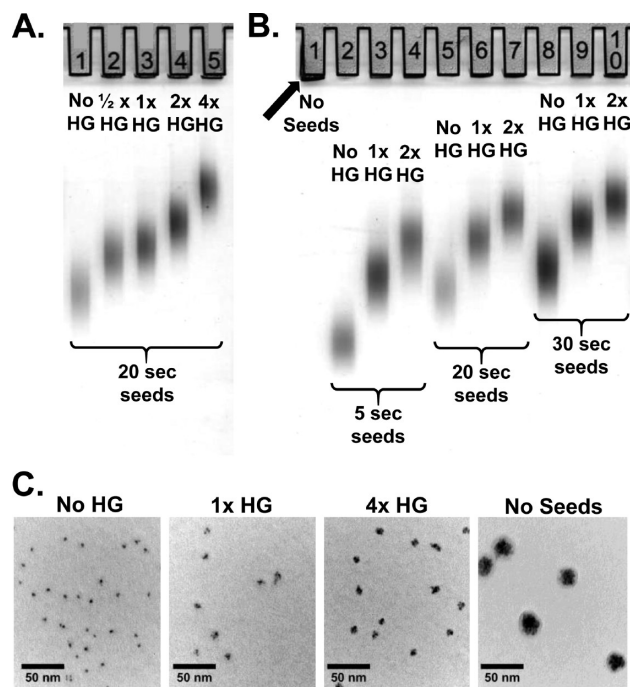 A.
1 2 3 4 5
No ½ x 1x 2x 4x
HG HG HG HG HG
20 sec
seeds
B.
1 2 3 4 5 6 7 8 9 10
No
Seeds
No 1x 2x
HG HG HG
5 sec
seeds
No 1x 2x
HG HG HG
20 sec
seeds
No 1x 2x
HG HG HG
30 sec
seeds
C.
No HG
1x HG
4x HG
No Seeds
50 nm
50 nm
50 nm
50 nm